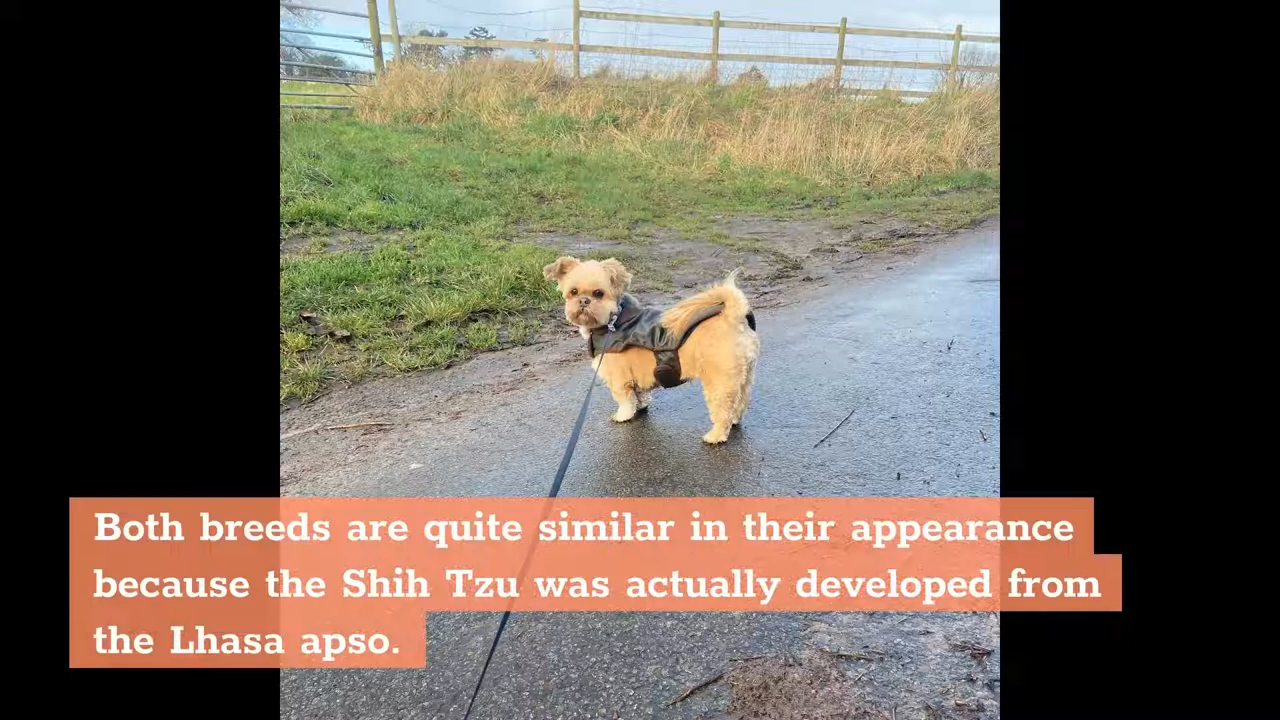 Both breeds are quite similar in their appearance
because the Shih Tzu was actually developed from
the Lhasa apso.